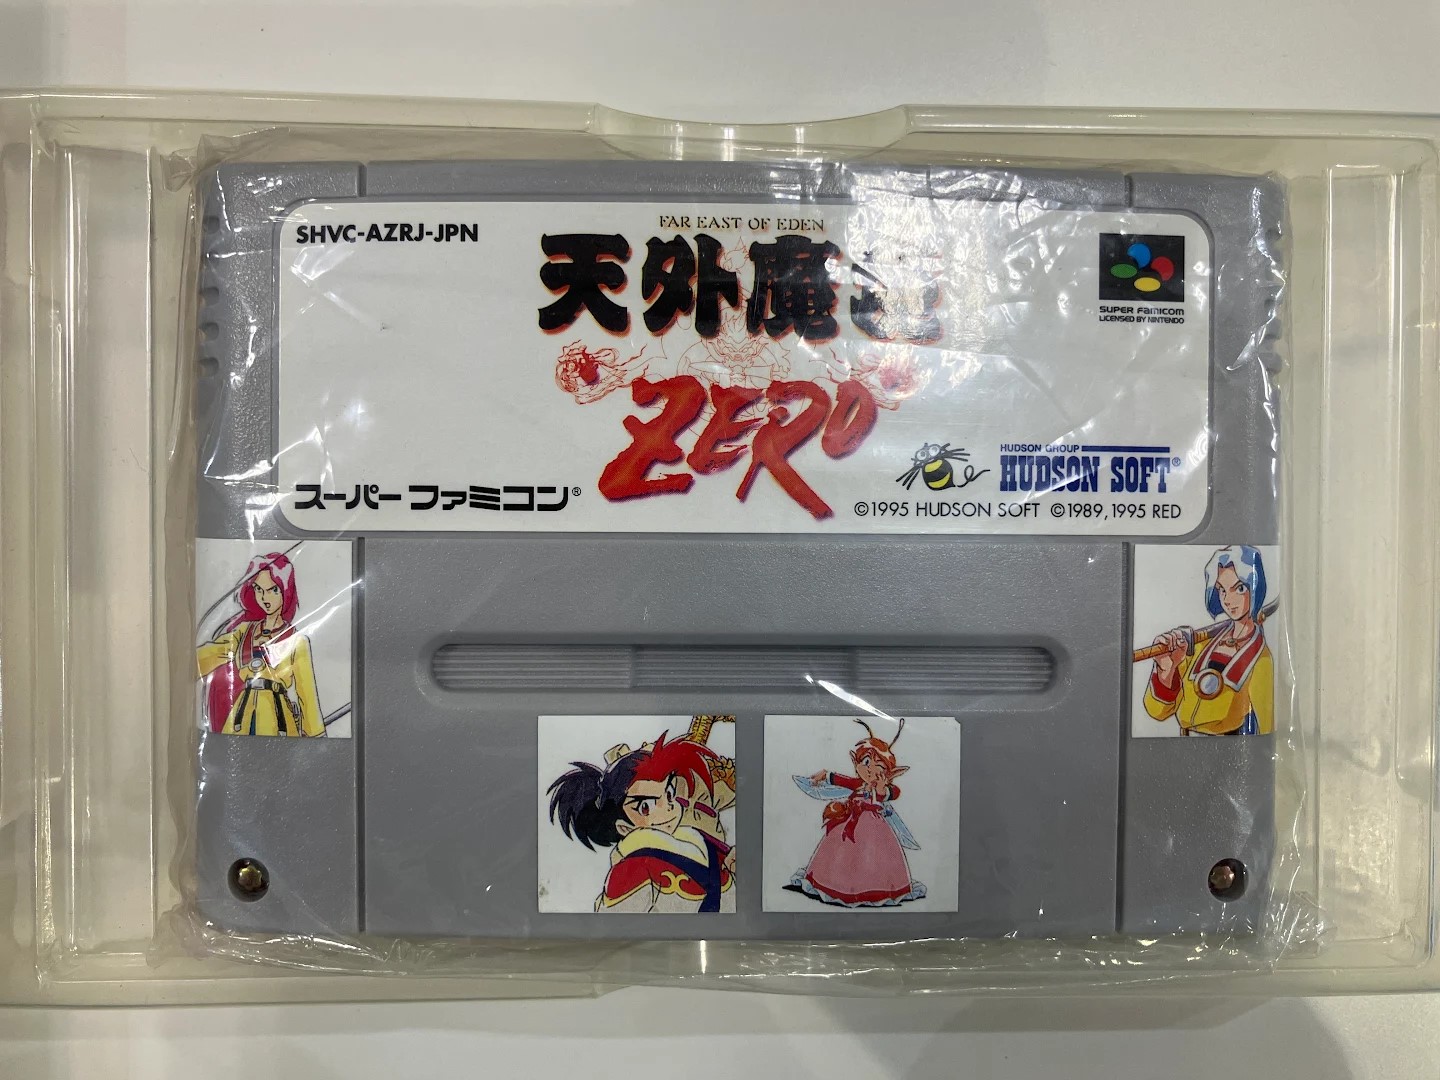 SHVC-AZRJ-JPN
FAR EAST OF EDEN
天外魔境
ZERO
SUPER FAMICOM
LICENSED BY NINTENDO
スーパーファミコン®
HUDSON GROUP
HUDSON SOFT®
©1995 HUDSON SOFT ©1989,1995 RED